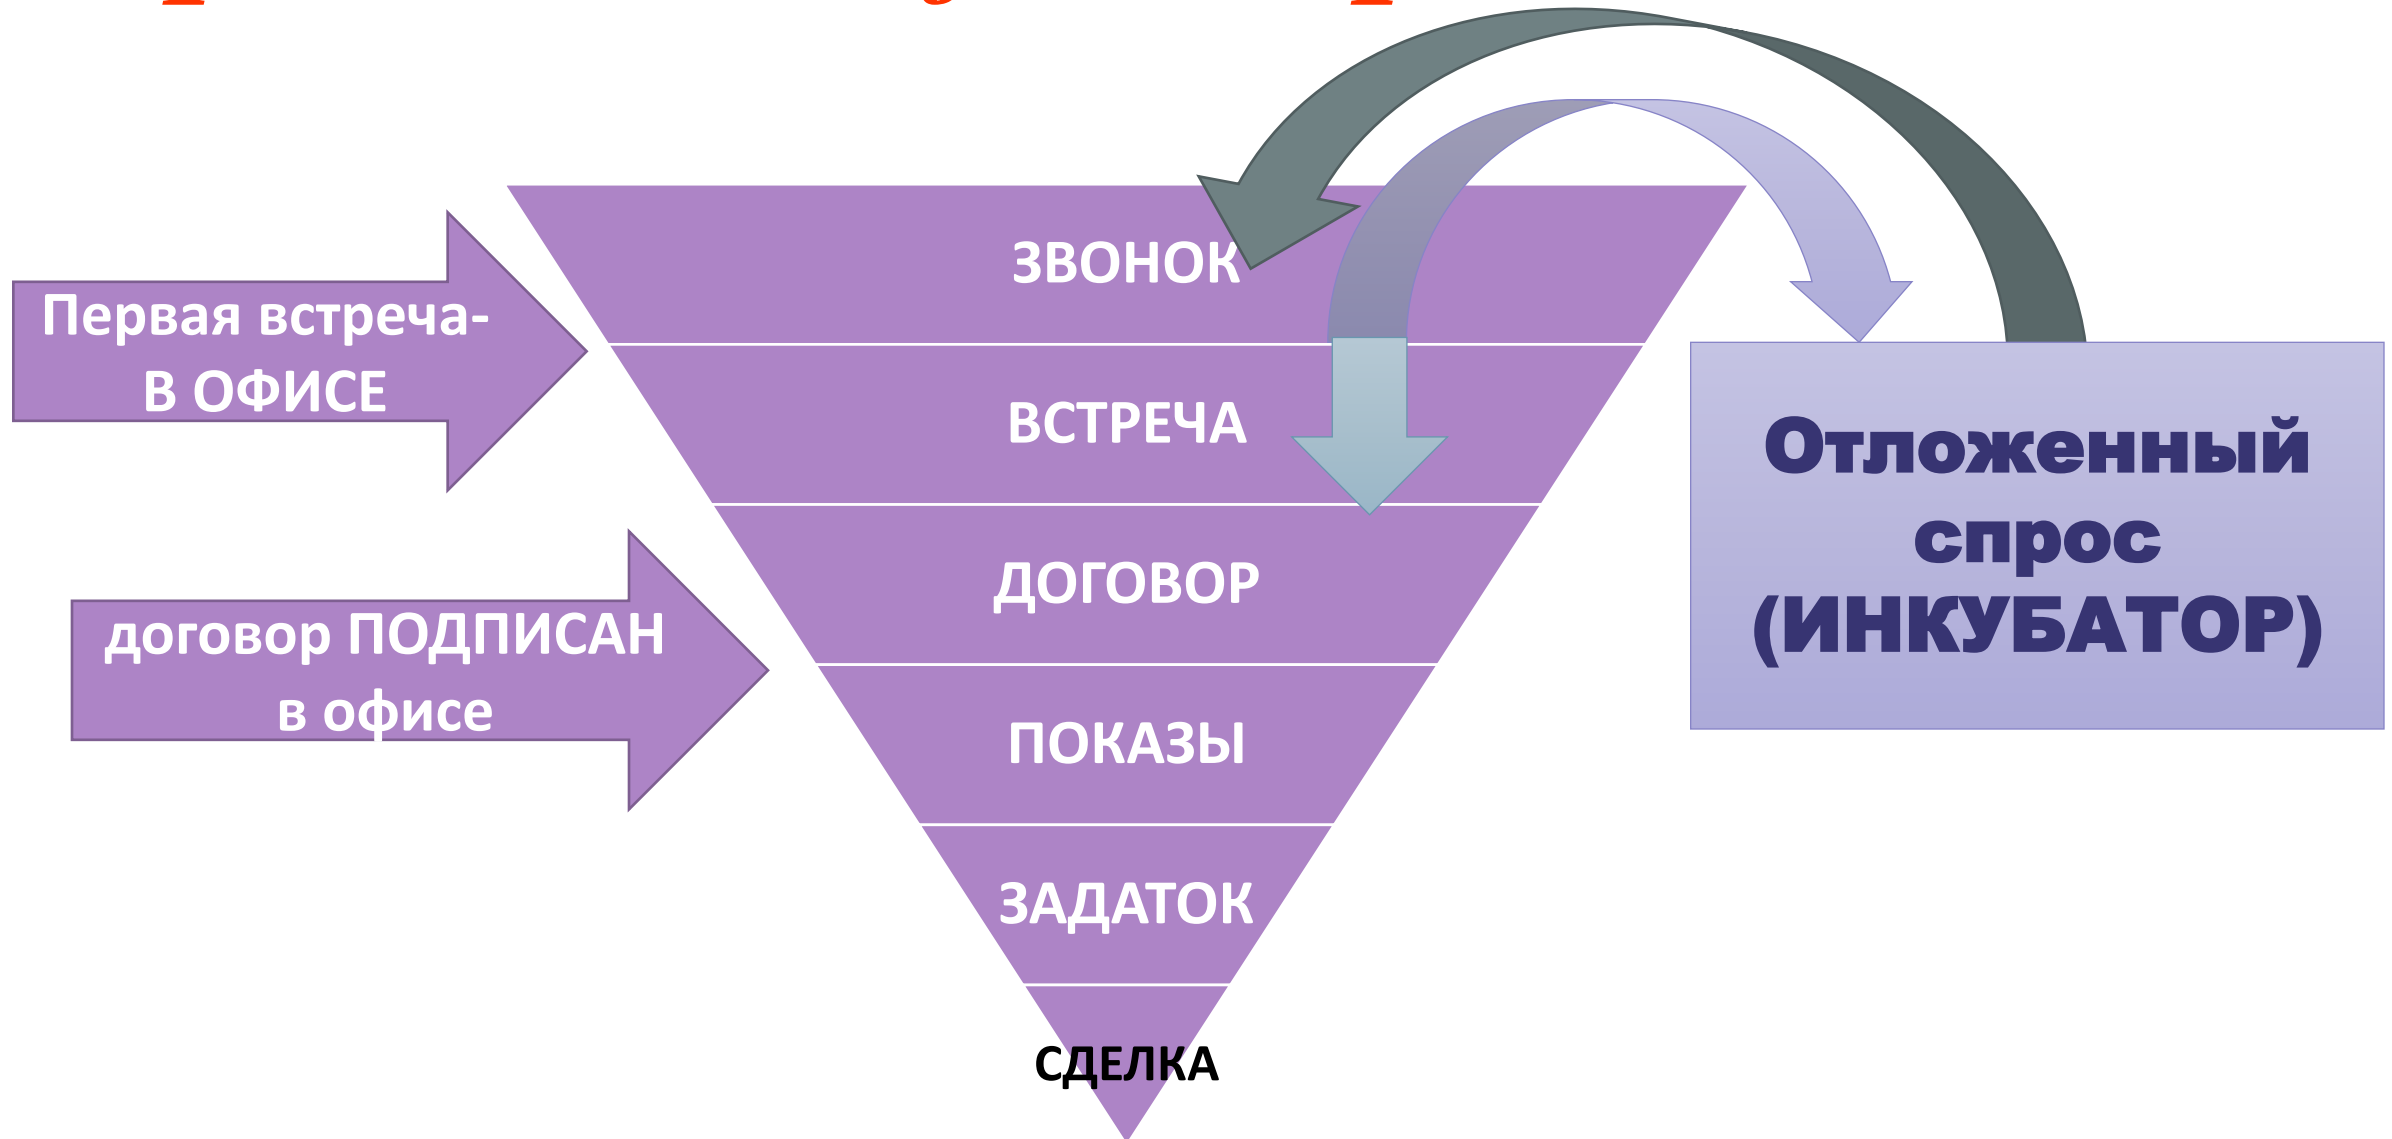 ЗВОНОК
Первая встреча-
В ОФИСЕ
ВСТРЕЧА
Отложенный
спрос
(ИНКУБАТОР)
ДОГОВОР
договор ПОДПИСАН
в офисе
ПОКАЗЫ
ЗАДАТОК
СДЕЛКА